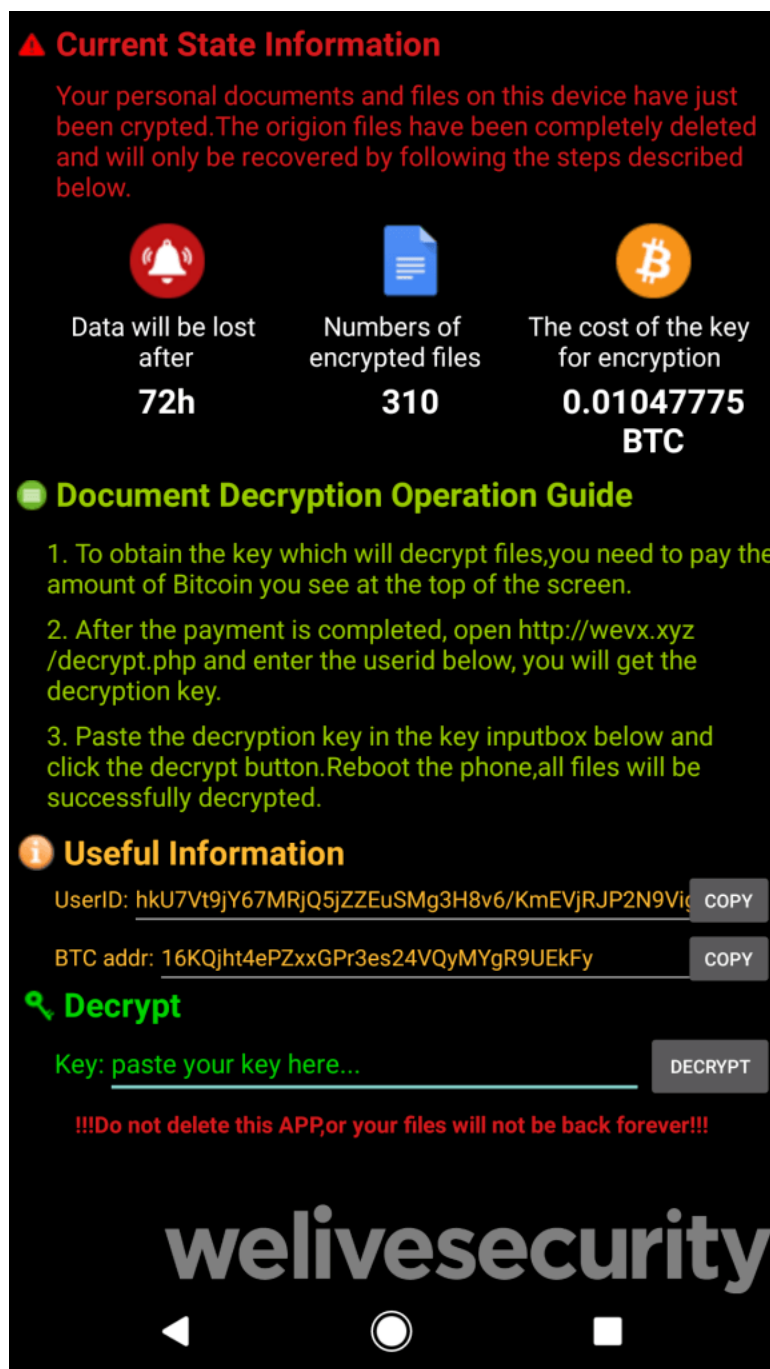 Current State Information
Your personal documents and files on this device have just
been crypted.The origion files have been completely deleted
and will only be recovered by following the steps described
below.
Data will be lost
after
72h
Numbers of
encrypted files
310
The cost of the key
for encryption
0.01047775
BTC
Document Decryption Operation Guide
1. To obtain the key which will decrypt files,you need to pay the
amount of Bitcoin you see at the top of the screen.
2. After the payment is completed, open http://wevx.xyz
/decrypt.php and enter the userid below, you will get the
decryption key.
3. Paste the decryption key in the key inputbox below and
click the decrypt button.Reboot the phone,all files will be
successfully decrypted.
Useful Information
UserID: hkU7Vt9jY67MRjQ5jZZEuSMg3H8v6/KmEVjRJP2N9Vig COPY
BTC addr: 16KQjht4ePZxxGPr3es24VQyMYgR9UEkFy COPY
Decrypt
Key: paste your key here... DECRYPT
!!!Do not delete this APP,or your files will not be back forever!!!
welivesecurity